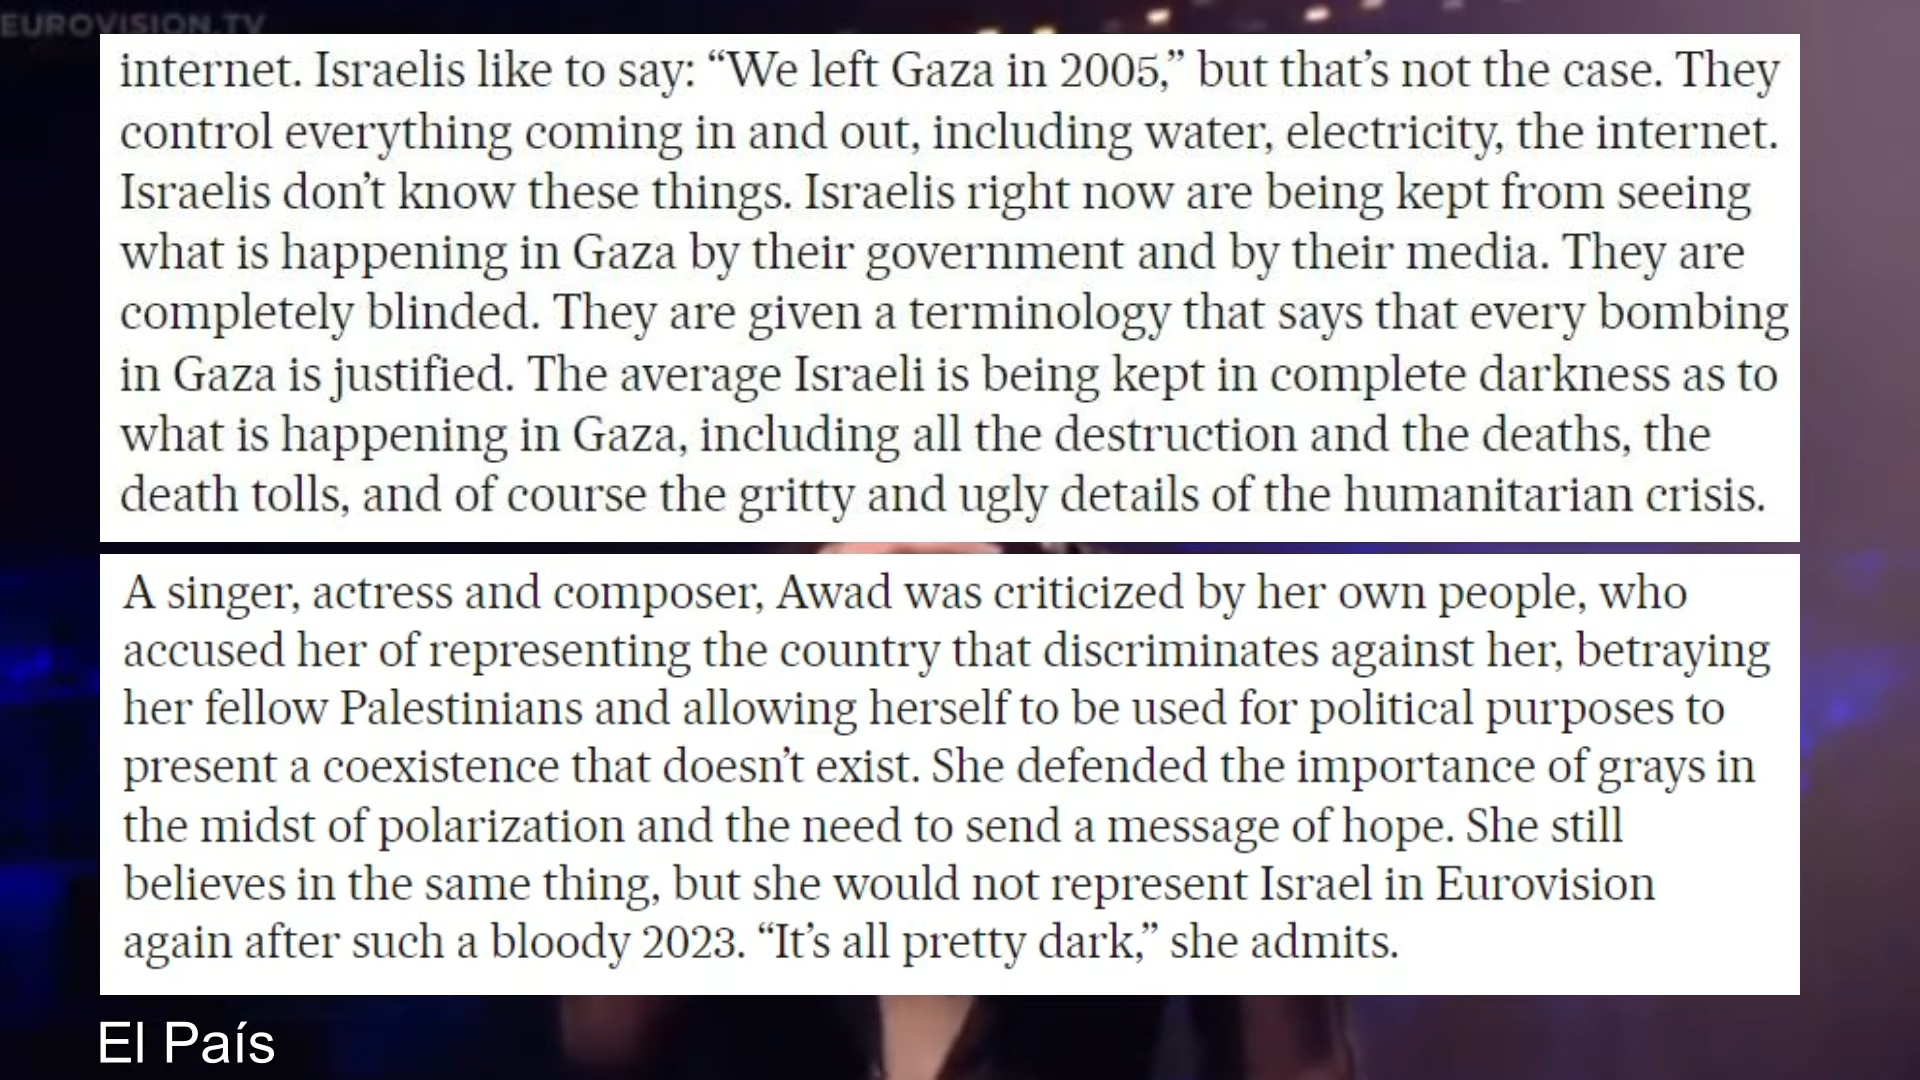 EUROVISION.TV
internet. Israelis like to say: “We left Gaza in 2005,” but that’s not the case. They
control everything coming in and out, including water, electricity, the internet.
Israelis don’t know these things. Israelis right now are being kept from seeing
what is happening in Gaza by their government and by their media. They are
completely blinded. They are given a terminology that says that every bombing
in Gaza is justified. The average Israeli is being kept in complete darkness as to
what is happening in Gaza, including all the destruction and the deaths, the
death tolls, and of course the gritty and ugly details of the humanitarian crisis.
A singer, actress and composer, Awad was criticized by her own people, who
accused her of representing the country that discriminates against her, betraying
her fellow Palestinians and allowing herself to be used for political purposes to
present a coexistence that doesn’t exist. She defended the importance of grays in
the midst of polarization and the need to send a message of hope. She still
believes in the same thing, but she would not represent Israel in Eurovision
again after such a bloody 2023. “It’s all pretty dark,” she admits.
El País